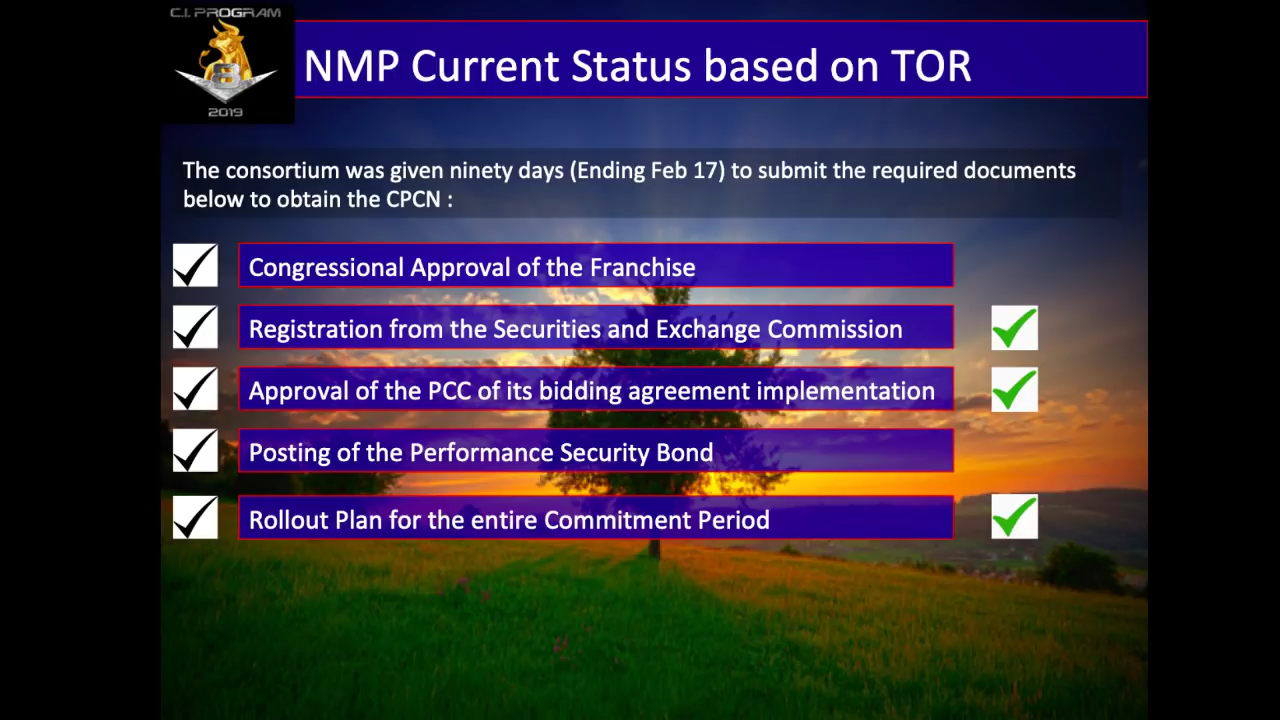 C.I. PROGRAM
8
2019
NMP Current Status based on TOR
The consortium was given ninety days (Ending Feb 17) to submit the required documents
below to obtain the CPCN :
Congressional Approval of the Franchise
Registration from the Securities and Exchange Commission
Approval of the PCC of its bidding agreement implementation
Posting of the Performance Security Bond
Rollout Plan for the entire Commitment Period